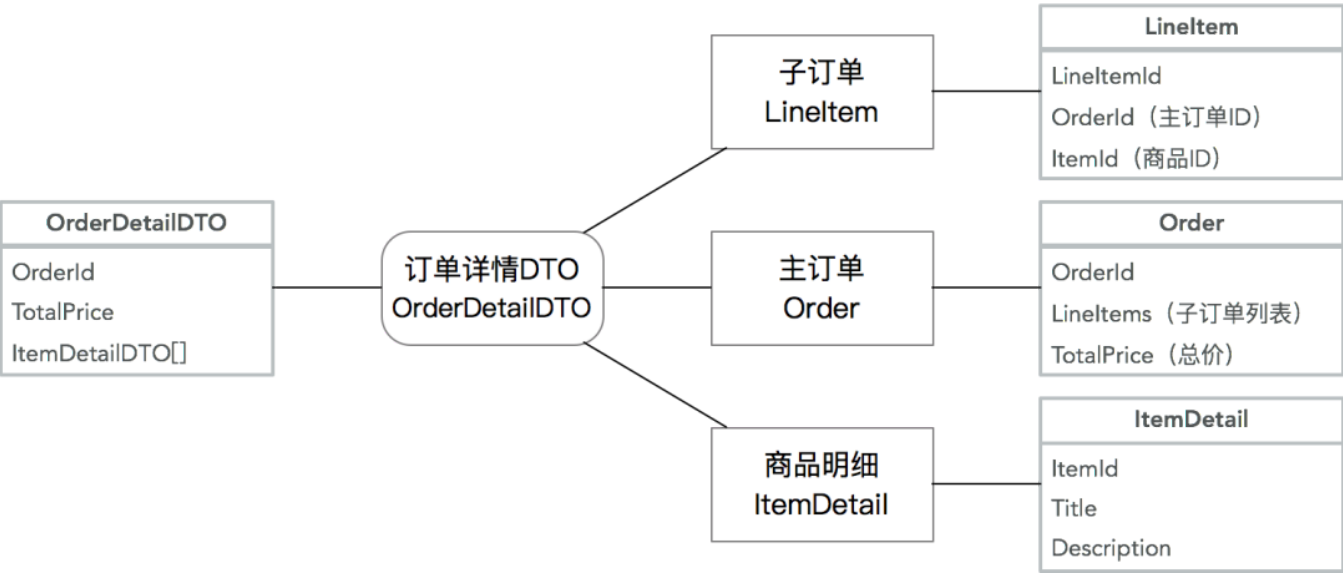 OrderDetailDTO
OrderId
TotalPrice
ItemDetailDTO[]
订单详情DTO
OrderDetailDTO
子订单
LineItem
主订单
Order
商品明细
ItemDetail
LineItem
LineItemId
OrderId（主订单ID）
ItemId（商品ID）
Order
OrderId
LineItems（子订单列表）
TotalPrice（总价）
ItemDetail
ItemId
Title
Description